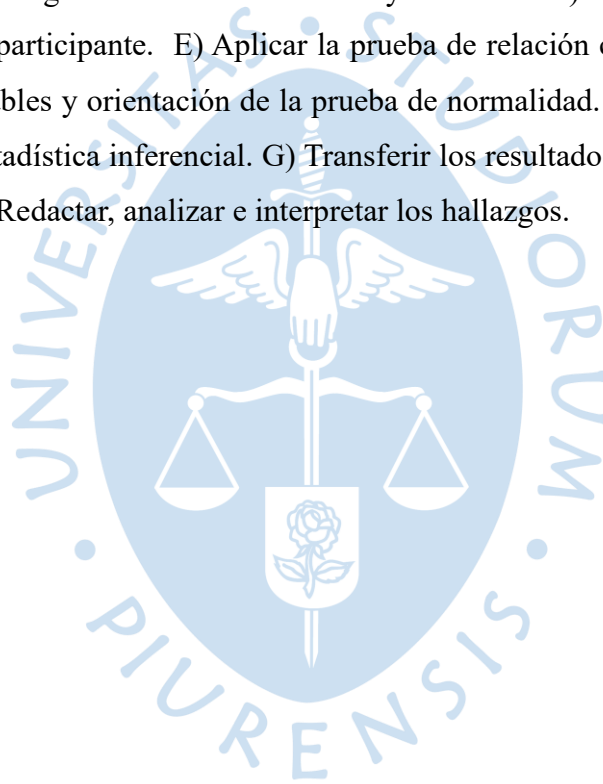 participante. E) Aplicar la prueba de relación
bles y orientación de la prueba de normalidad.
tadística inferencial. G) Transferir los resultado
Redactar, analizar e interpretar los hallazgos.
UNIVERSITAS • STUDIORUM • PIURENSIS •